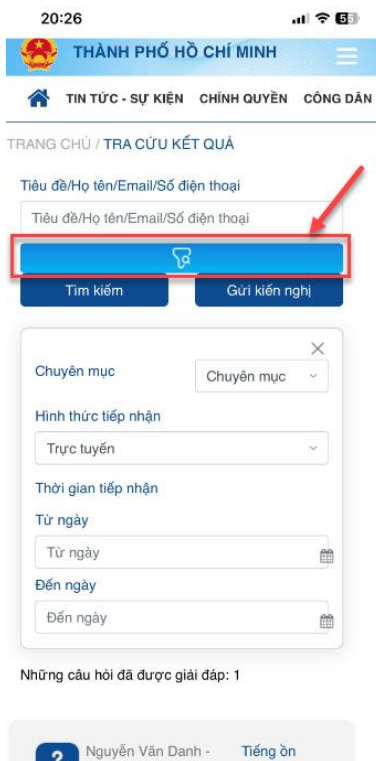 20:26
55
THÀNH PHỐ HỒ CHÍ MINH
TIN TỨC - SỰ KIỆN CHÍNH QUYỀN CÔNG DÂN
TRANG CHỦ / TRA CỨU KẾT QUẢ
Tiêu đề/Họ tên/Email/Số điện thoại
Tiêu đề/Họ tên/Email/Số điện thoại
Tìm kiếm Gửi kiến nghị
Chuyên mục Chuyên mục
Hình thức tiếp nhận
Trực tuyến
Thời gian tiếp nhận
Từ ngày
Từ ngày
Đến ngày
Đến ngày
Những câu hỏi đã được giải đáp: 1
2 Nguyễn Văn Danh - Tiếng ồn